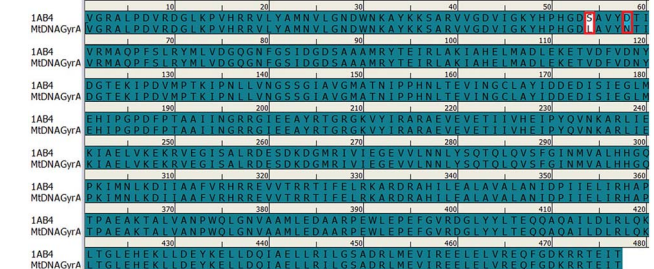 10 20 30 40 50 60
1AB4 VGRALPDVRDGLKPVHRRVLYAMNVLGNDWNKAYKKSARVVGDVIGKYHPHGDSAVYDTI
MtDNAGyrA VGRALPDVRDGLKPVHRRVLYAMNVLGNDWNKAYKKSARVVGDVIGKYHPHGDLAVYNTI
70 80 90 100 110 120
1AB4 VRMAQPFSLRYMLVDGQGNFGSIDGDSAAAMRYTEIRLAKIAHELMADLEKETVDFVDNY
MtDNAGyrA VRMAQPFSLRYMLVDGQGNFGSIDGDSAAAMRYTEIRLAKIAHELMADLEKETVDFVDNY
130 140 150 160 170 180
1AB4 DGTEKIPDVMPTKIPNLLVNGSSGIAVGMATNIPPHNLTEVINGCLAYIDDEDISIEGLM
MtDNAGyrA DGTEKIPDVMPTKIPNLLVNGSSGIAVGMATNIPPHNLTEVINGCLAYIDDEDISIEGLM
190 200 210 220 230 240
1AB4 EHIPGPDFPTAAIINGRRGIEEAYRTGRGKVYIRARAEVEVETIIVHEIPYQVNKARLIE
MtDNAGyrA EHIPGPDFPTAAIINGRRGIEEAYRTGRGKVYIRARAEVEVETIIVHEIPYQVNKARLIE
250 260 270 280 290 300
1AB4 KIAELVKEKRVEGISALRDESDKDGMRIVIEGEVVLNNLYSQTQLQVSFGINMVALHHGQ
MtDNAGyrA KIAELVKEKRVEGISALRDESDKDGMRIVIEGEVVLNNLYSQTQLQVSFGINMVALHHGQ
310 320 330 340 350 360
1AB4 PKIMNLKDIIAAFVRHRREVVTRRTIFELRKARDRAHILEALAVALANIDPIIELIRHAP
MtDNAGyrA PKIMNLKDIIAAFVRHRREVVTRRTIFELRKARDRAHILEALAVALANIDPIIELIRHAP
370 380 390 400 410 420
1AB4 TPAEAKTALVANPWQLGNVAAMLEDAARPEWLEPEFGVRDGLYYLTEQQAQAILDLRLQK
MtDNAGyrA TPAEAKTALVANPWQLGNVAAMLEDAARPEWLEPEFGVRDGLYYLTEQQAQAILDLRLQK
430 440 450 460 470 480
1AB4 LTGLEHEKLLDEYKELLDQIAELLRILGSADRLMEVIREELELVREQFGDKRRTEIT
MtDNAGyrA LTGLEHEKLLDEYKELLDQIAELLRILGSADRLMEVIREELELVREQFGDKRRTEIT